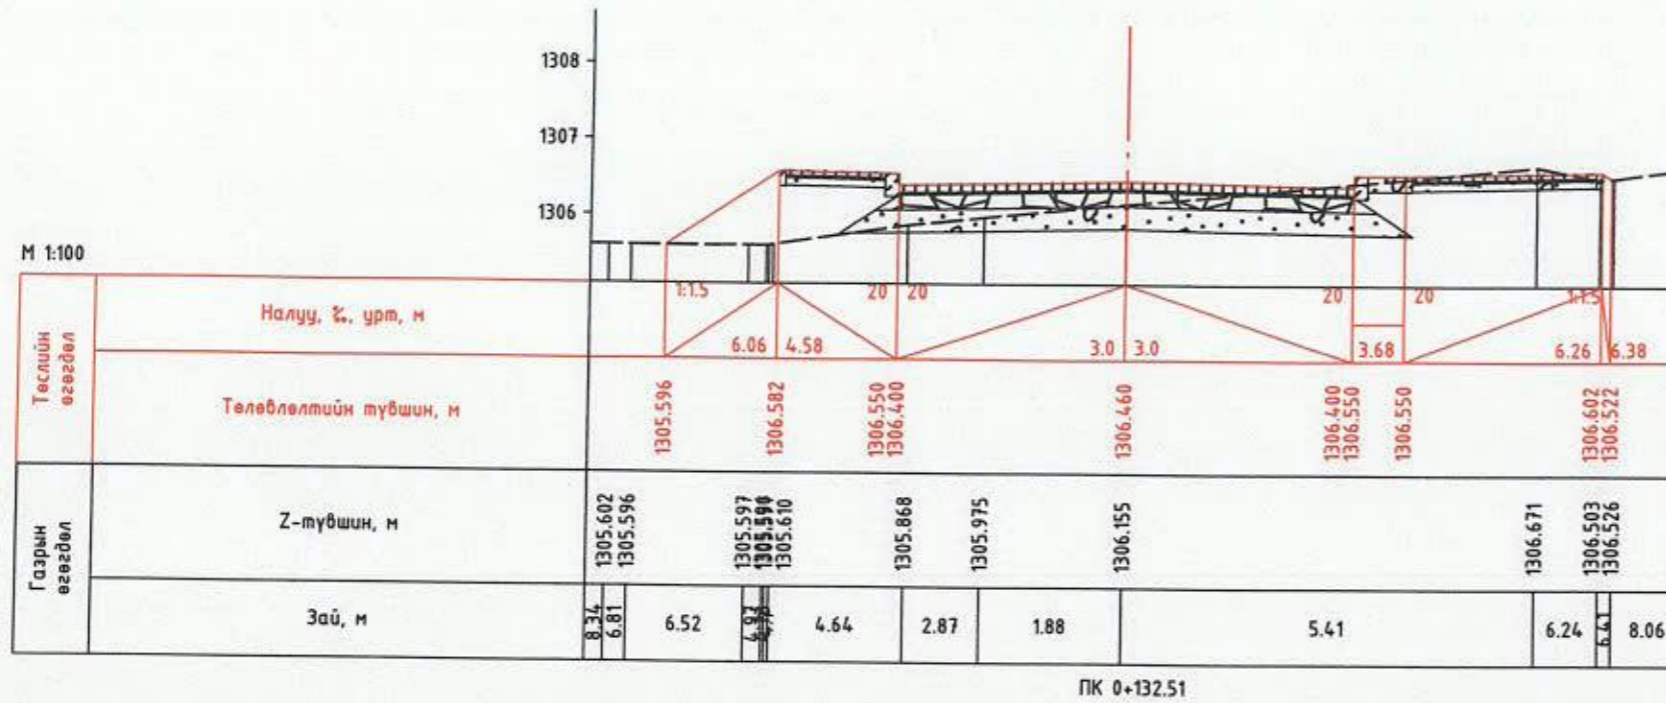 1308
1307
1306
М 1:100
Төслийн өгөгдөл
Налуу, ‰, урт, м
1:1.5 20 20 20 20 1:1.5
6.06 4.58 3.0 3.0 3.68 6.26 6.38
Төлөвлөлтийн түвшин, м
1305.596 1306.582 1306.550 1306.400 1306.460 1306.400 1306.550 1306.550 1306.602 1306.522
Газрын өгөгдөл
Z-түвшин, м
1305.602 1305.596 1305.597 1305.610 1305.868 1305.975 1306.155 1306.671 1306.503 1306.526
Зай, м
8.34 6.81 6.52 4.97 4.64 2.87 1.88 5.41 6.24 6.41 8.06
ПК 0+132.51